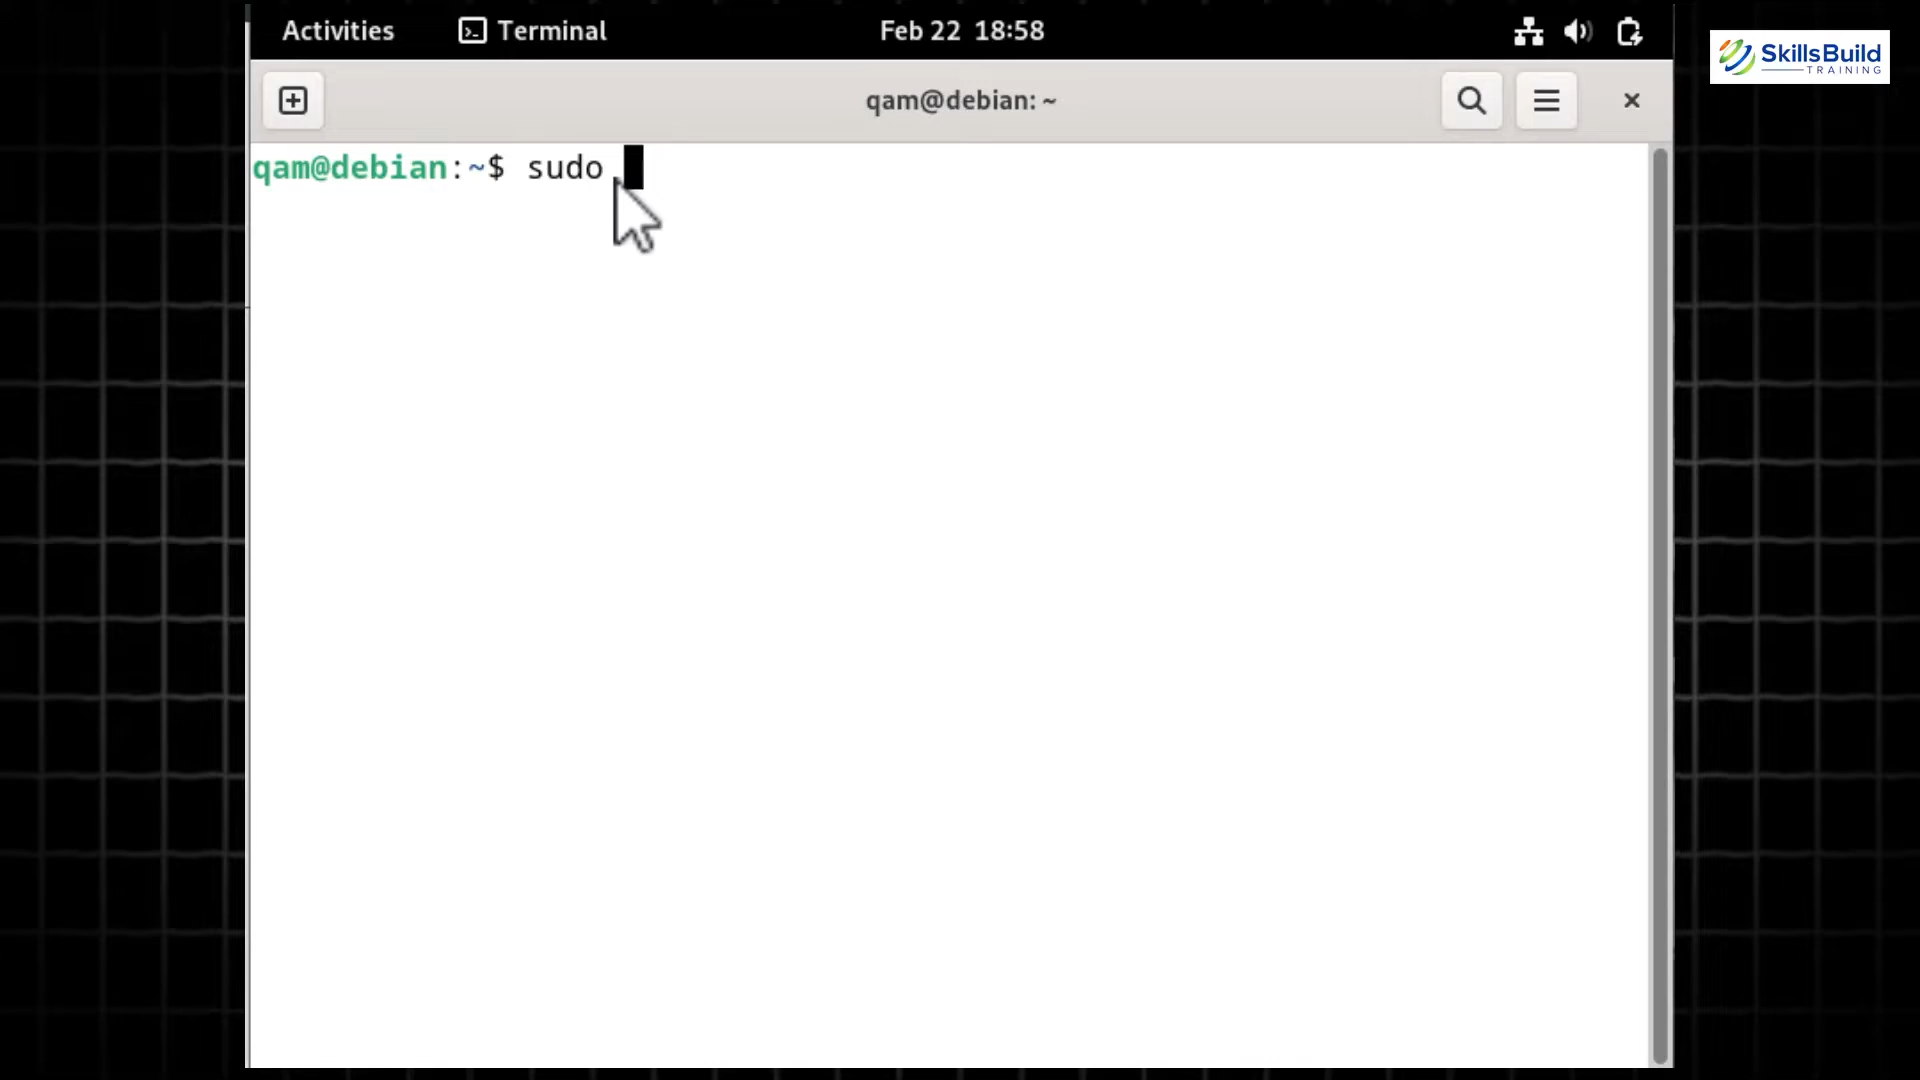 Activities
Terminal
Feb 22 18:58
SkillsBuild
TRAINING
qam@debian: ~
qam@debian:~$ sudo